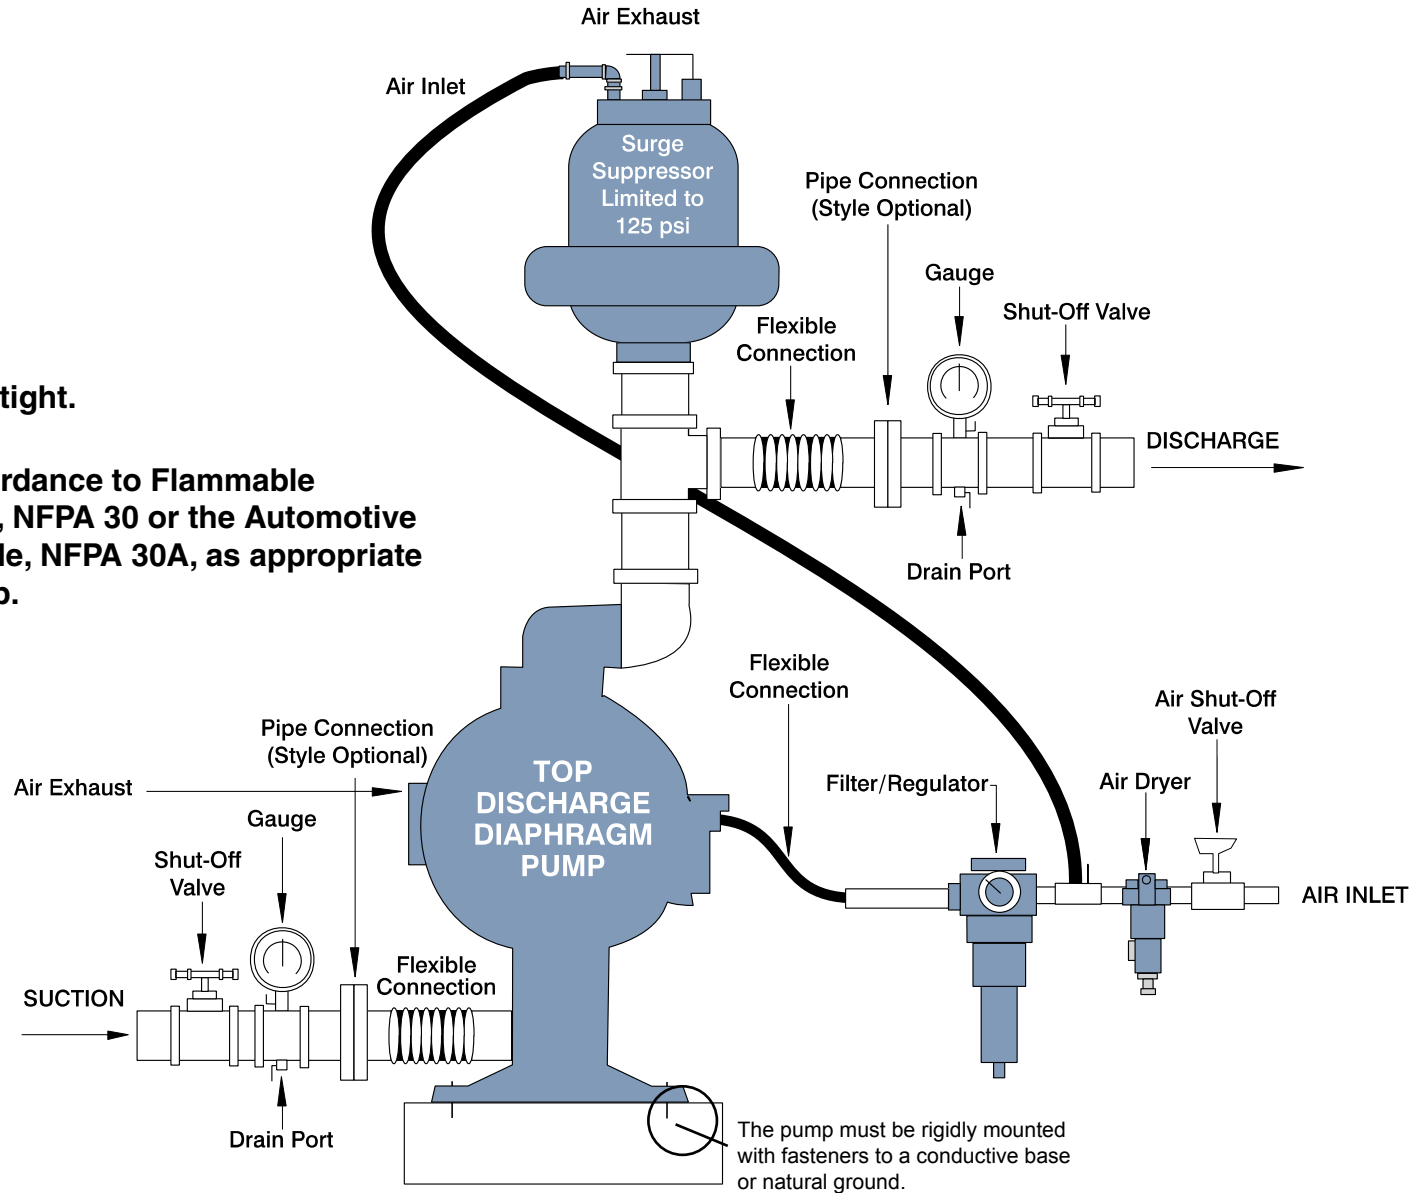 Air Exhaust
Air Inlet
Surge
Suppressor
Limited to
125 psi
Pipe Connection
(Style Optional)
Gauge
Shut-Off Valve
Flexible
Connection
DISCHARGE
Drain Port
tight.
rdance to Flammable
, NFPA 30 or the Automotive
le, NFPA 30A, as appropriate
Flexible
Connection
Air Shut-Off
Valve
Pipe Connection
(Style Optional)
Air Exhaust
TOP
DISCHARGE
DIAPHRAGM
PUMP
Filter/Regulator
Air Dryer
AIR INLET
Gauge
Shut-Off
Valve
Flexible
Connection
SUCTION
Drain Port
The pump must be rigidly mounted
with fasteners to a conductive base
or natural ground.